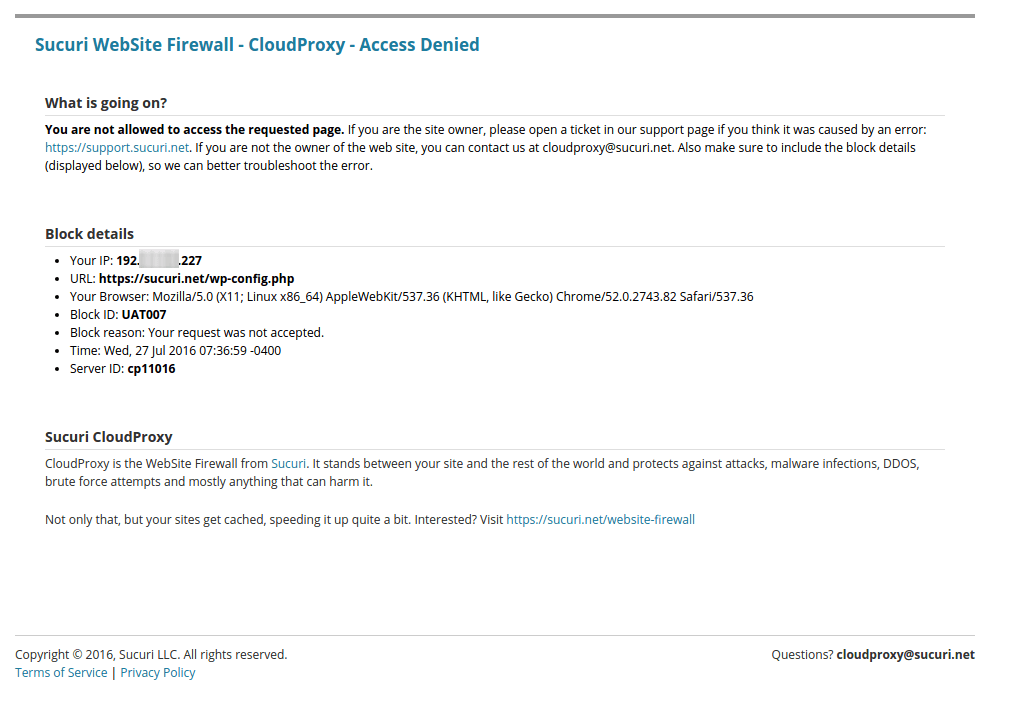 Sucuri WebSite Firewall - CloudProxy - Access Denied
What is going on?
You are not allowed to access the requested page. If you are the site owner, please open a ticket in our support page if you think it was caused by an error:
https://support.sucuri.net. If you are not the owner of the web site, you can contact us at cloudproxy@sucuri.net. Also make sure to include the block details
(displayed below), so we can better troubleshoot the error.
Block details
Your IP: 192. .227
URL: https://sucuri.net/wp-config.php
Your Browser: Mozilla/5.0 (X11; Linux x86_64) AppleWebKit/537.36 (KHTML, like Gecko) Chrome/52.0.2743.82 Safari/537.36
Block ID: UAT007
Block reason: Your request was not accepted.
Time: Wed, 27 Jul 2016 07:36:59 -0400
Server ID: cp11016
Sucuri CloudProxy
CloudProxy is the WebSite Firewall from Sucuri. It stands between your site and the rest of the world and protects against attacks, malware infections, DDOS,
brute force attempts and mostly anything that can harm it.
Not only that, but your sites get cached, speeding it up quite a bit. Interested? Visit https://sucuri.net/website-firewall
Copyright © 2016, Sucuri LLC. All rights reserved.
Questions? cloudproxy@sucuri.net
Terms of Service | Privacy Policy